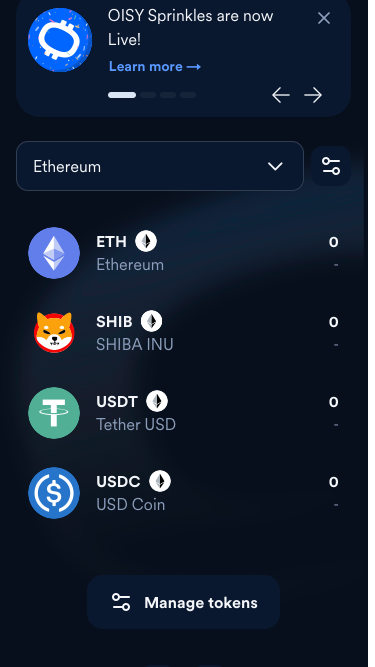 OISY Sprinkles are now
Live!
Learn more →
Ethereum
ETH
0
Ethereum
-
SHIB
0
SHIBA INU
-
USDT
0
Tether USD
-
USDC
0
USD Coin
-
Manage tokens